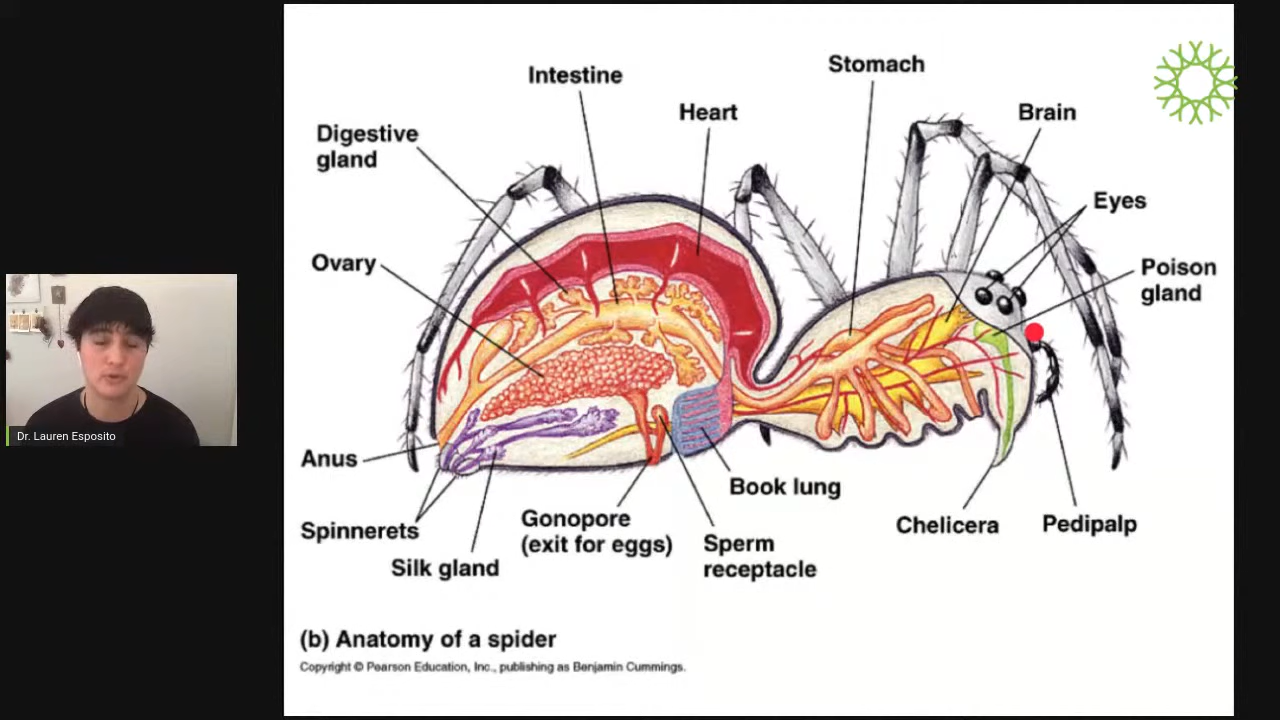 Intestine
Stomach
Heart
Brain
Digestive
gland
Eyes
Ovary
Poison
gland
Anus
Book lung
Spinnerets
Gonopore
(exit for eggs)
Chelicera
Pedipalp
Silk gland
Sperm
receptacle
(b) Anatomy of a spider
Copyright © Pearson Education, Inc., publishing as Benjamin Cummings.
Dr. Lauren Esposito